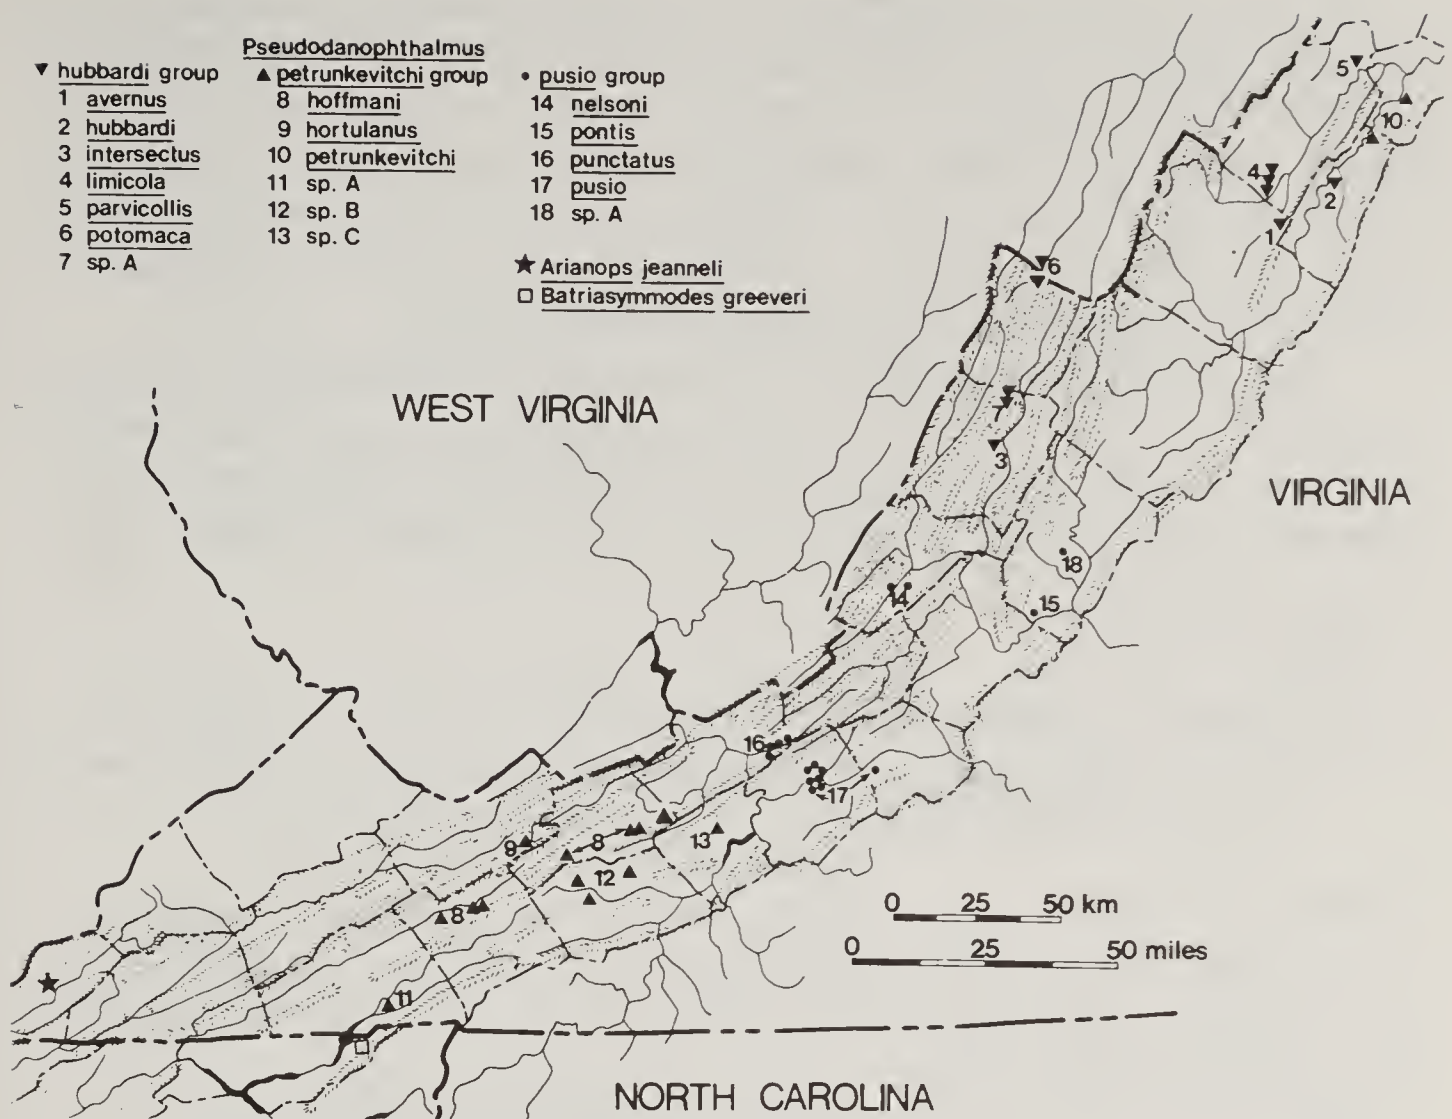 Pseudodanophthalmus
▼ hubbardi group
1 avernus
2 hubbardi
3 intersectus
4 limicola
5 parvicollis
6 potomaca
7 sp. A
▲ petrunkevitchi group
8 hoffmani
9 hortulanus
10 petrunkevitchi
11 sp. A
12 sp. B
13 sp. C
• pusio group
14 nelsoni
15 pontis
16 punctatus
17 pusio
18 sp. A
★ Arianops jeanneli
□ Batriasymmodes greeveri
5
10
4
2
1
6
7
3
WEST VIRGINIA
VIRGINIA
18
14
15
16
17
9
8
13
12
8
11
0 25 50 km
0 25 50 miles
NORTH CAROLINA